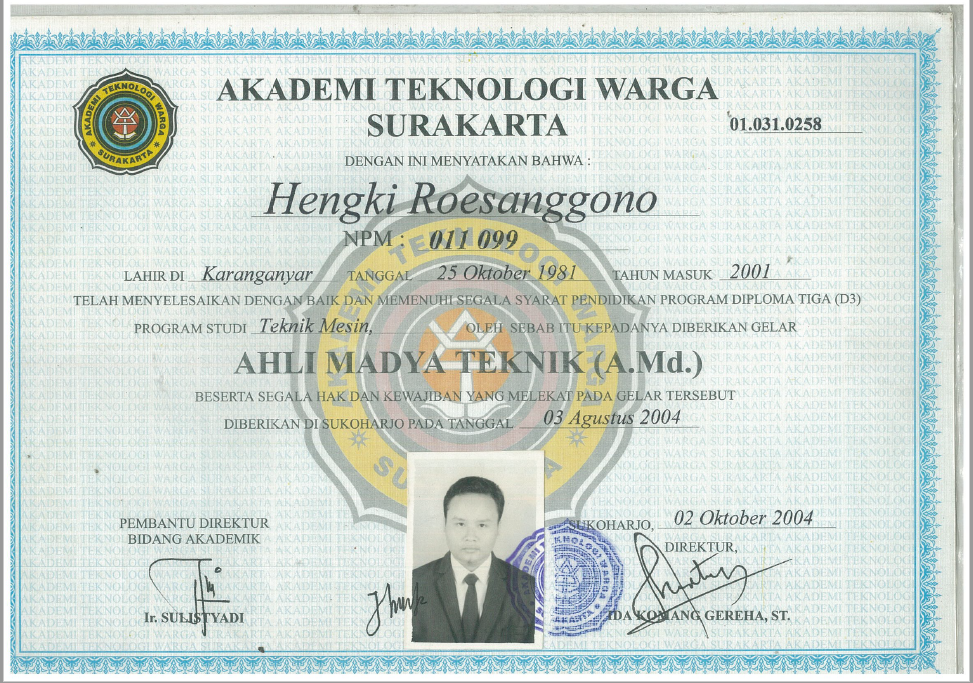 AKADEMI TEKNOLOGI WARGA
SURAKARTA
01.031.0258
DENGAN INI MENYATAKAN BAHWA :
Hengki Roesanggono
NPM : 011 099
LAHIR DI Karanganyar TANGGAL 25 Oktober 1981 TAHUN MASUK 2001
TELAH MENYELESAIKAN DENGAN BAIK DAN MEMENUHI SEGALA SYARAT PENDIDIKAN PROGRAM DIPLOMA TIGA (D3)
PROGRAM STUDI Teknik Mesin, OLEH SEBAB ITU KEPADANYA DIBERIKAN GELAR
AHLI MADYA TEKNIK (A.Md.)
BESERTA SEGALA HAK DAN KEWAJIBAN YANG MELEKAT PADA GELAR TERSEBUT
DIBERIKAN DI SUKOHARJO PADA TANGGAL 03 Agustus 2004
PEMBANTU DIREKTUR
BIDANG AKADEMIK
Ir. SULISTYADI
SUKOHARJO, 02 Oktober 2004
DIREKTUR,
IDA KOMANG GEREHA, ST.
AKADEMI TEKNOLOGI WARGA
SURAKARTA